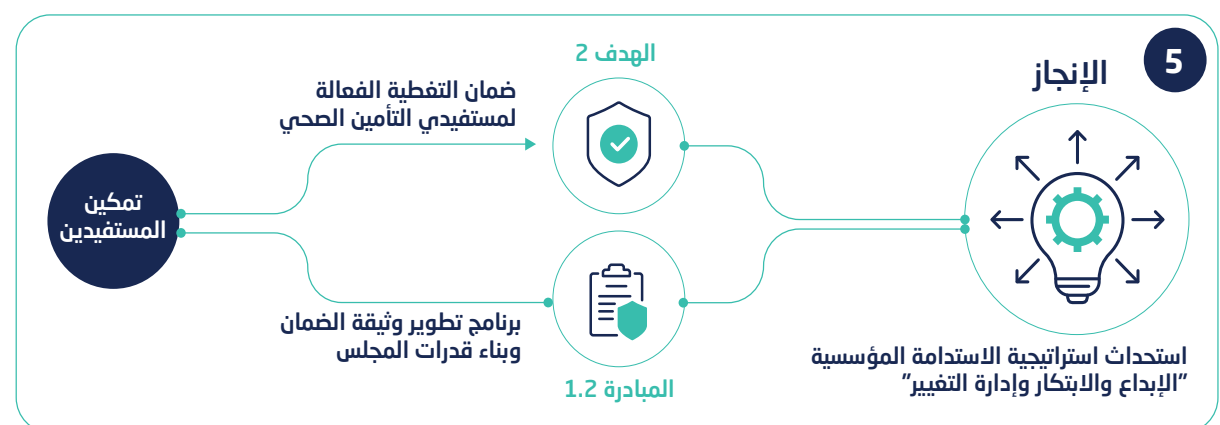 5
الإنجاز
استحداث استراتيجية الاستدامة المؤسسية
"الإبداع والابتكار وإدارة التغيير"
الهدف 2
ضمان التغطية الفعالة
لمستفيدي التأمين الصحي
تمكين
المستفيدين
برنامج تطوير وثيقة الضمان
وبناء قدرات المجلس
المبادرة 1.2